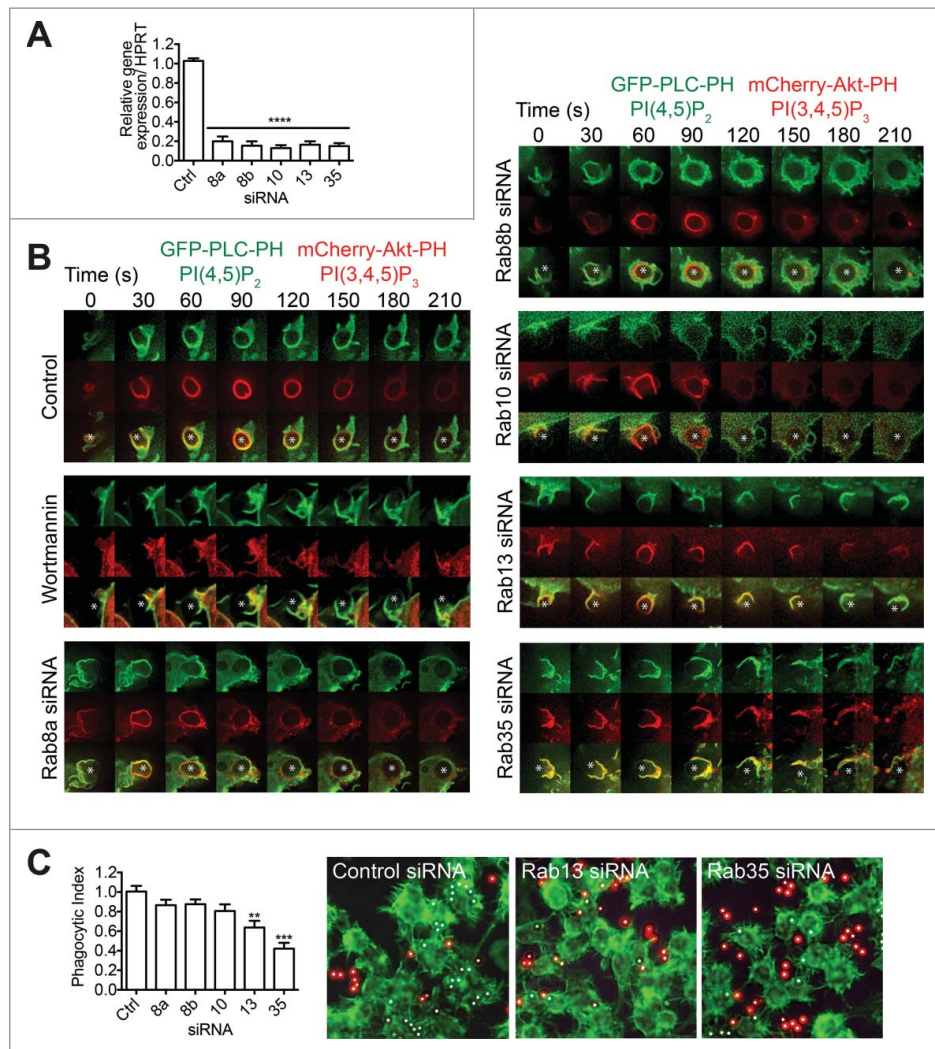 A
Relative gene
expression/ HPRT
1.2
1.0
0.8
0.6
0.4
0.2
0.0
****
Ctrl
8a
8b
10
13
35
siRNA
B
GFP-PLC-PH
PI(4,5)P2
mCherry-Akt-PH
PI(3,4,5)P3
Time (s)
0 30 60 90 120 150 180 210
Control
*
*
*
*
*
*
*
*
Wortmannin
*
*
*
*
*
*
*
*
Rab8a siRNA
*
*
*
*
*
*
*
*
GFP-PLC-PH
PI(4,5)P2
mCherry-Akt-PH
PI(3,4,5)P3
Time (s)
0 30 60 90 120 150 180 210
Rab8b siRNA
*
*
*
*
*
*
*
*
Rab10 siRNA
*
*
*
*
*
*
*
*
Rab13 siRNA
*
*
*
*
*
*
*
*
Rab35 siRNA
*
*
*
*
*
*
*
*
C
Phagocytic Index
1.2
1.0
0.8
0.6
0.4
0.2
0.0
**
***
Ctrl
8a
8b
10
13
35
siRNA
Control siRNA
Rab13 siRNA
Rab35 siRNA